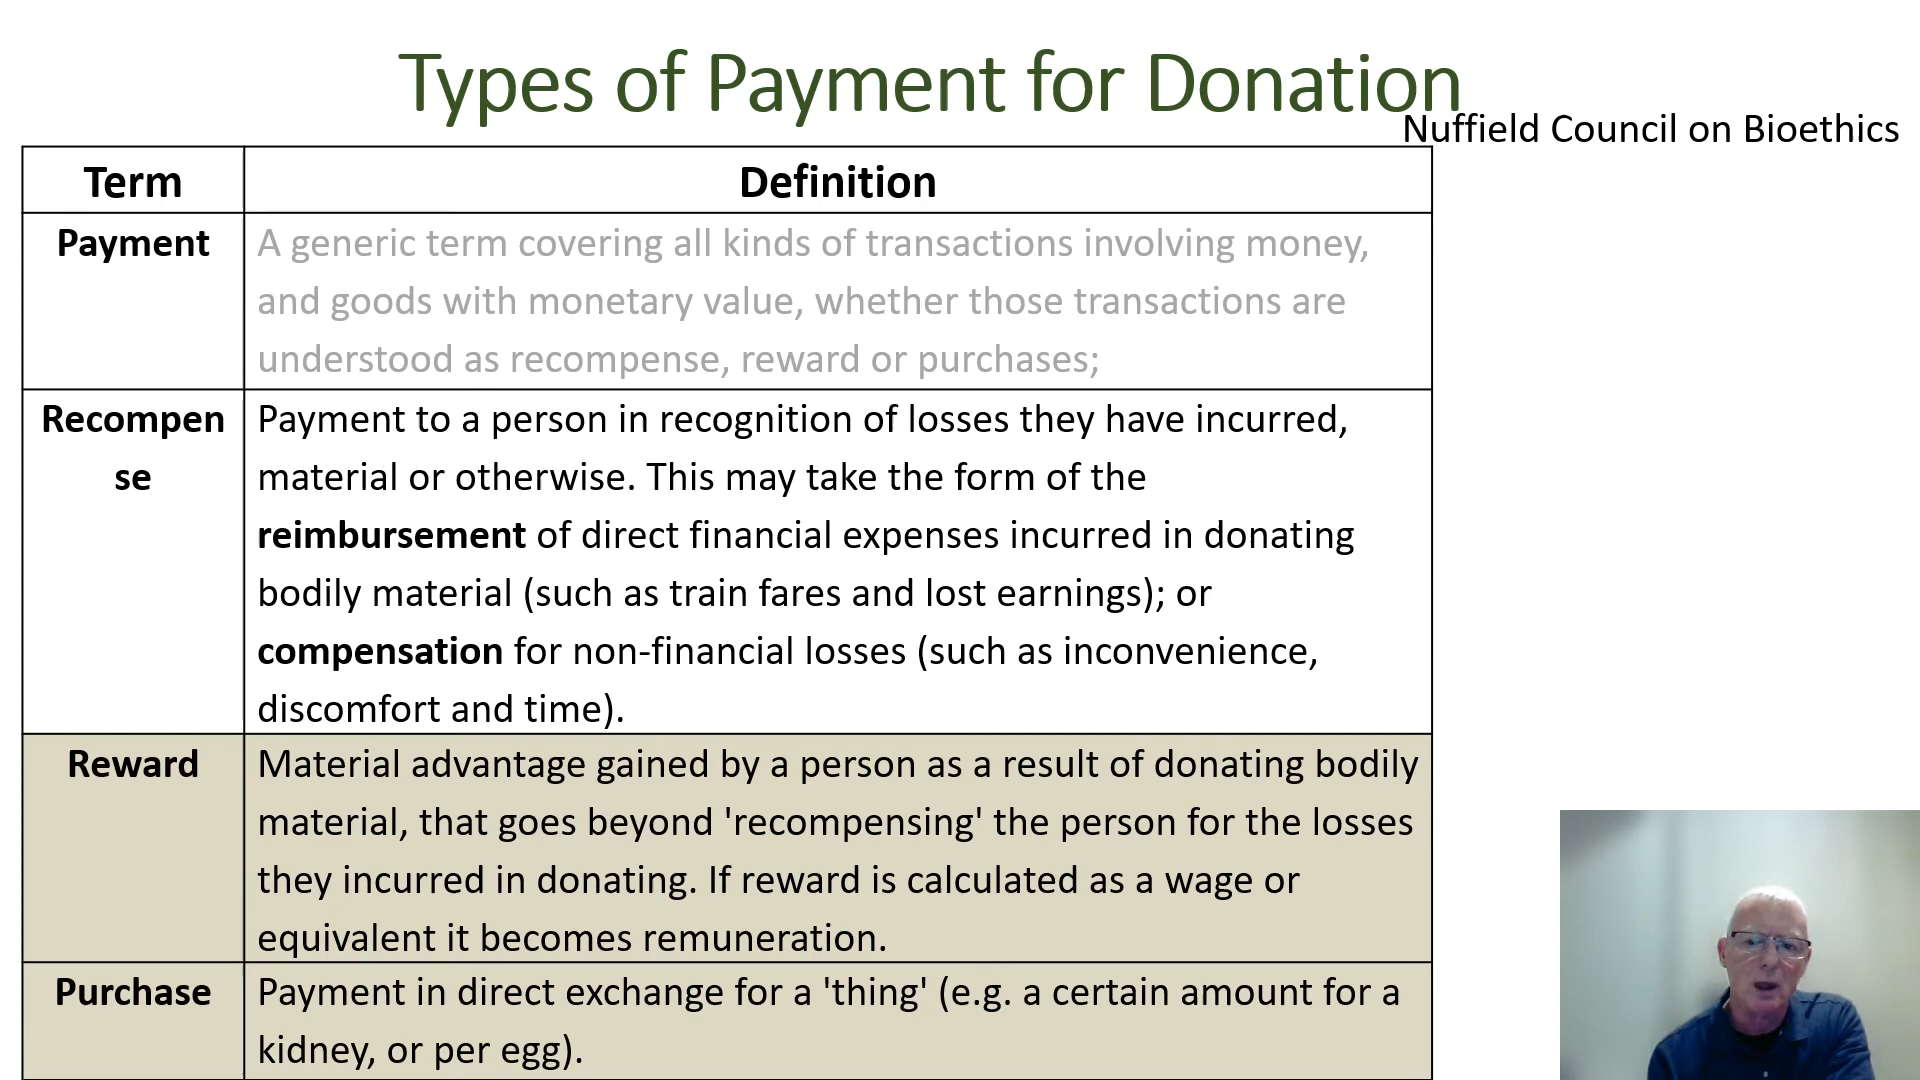 Types of Payment for Donation
Nuffield Council on Bioethics
Term
Definition
Payment
A generic term covering all kinds of transactions involving money,
and goods with monetary value, whether those transactions are
understood as recompense, reward or purchases;
Recompen
se
Payment to a person in recognition of losses they have incurred,
material or otherwise. This may take the form of the
reimbursement of direct financial expenses incurred in donating
bodily material (such as train fares and lost earnings); or
compensation for non-financial losses (such as inconvenience,
discomfort and time).
Reward
Material advantage gained by a person as a result of donating bodily
material, that goes beyond 'recompensing' the person for the losses
they incurred in donating. If reward is calculated as a wage or
equivalent it becomes remuneration.
Purchase
Payment in direct exchange for a 'thing' (e.g. a certain amount for a
kidney, or per egg).